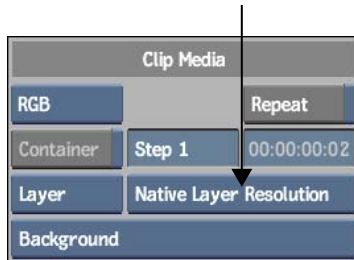 Clip Media
RGB Repeat
Container Step 1 00:00:00:02
Layer Native Layer Resolution
Background